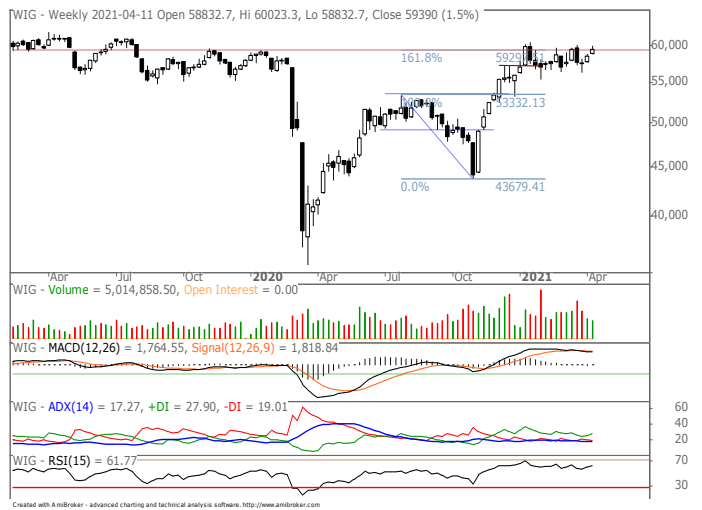 WIG - Weekly 2021-04-11 Open 58832.7, Hi 60023.3, Lo 58832.7, Close 59390 (1.5%)
60,000
161.8%
55,000
53332.13
50,000
45,000
0.0% 43679.41
40,000
Apr Jul Oct 2020 Apr Jul Oct 2021 Apr
WIG - Volume = 5,014,858.50, Open Interest = 0.00
WIG - MACD(12,26) = 1,764.55, Signal(12,26,9) = 1,818.84
WIG - ADX(14) = 17.27, +DI = 27.90, -DI = 19.01
60
40
20
WIG - RSI(15) = 61.77
70
30
Created with AmiBroker - advanced charting and technical analysis software. http://www.amibroker.com